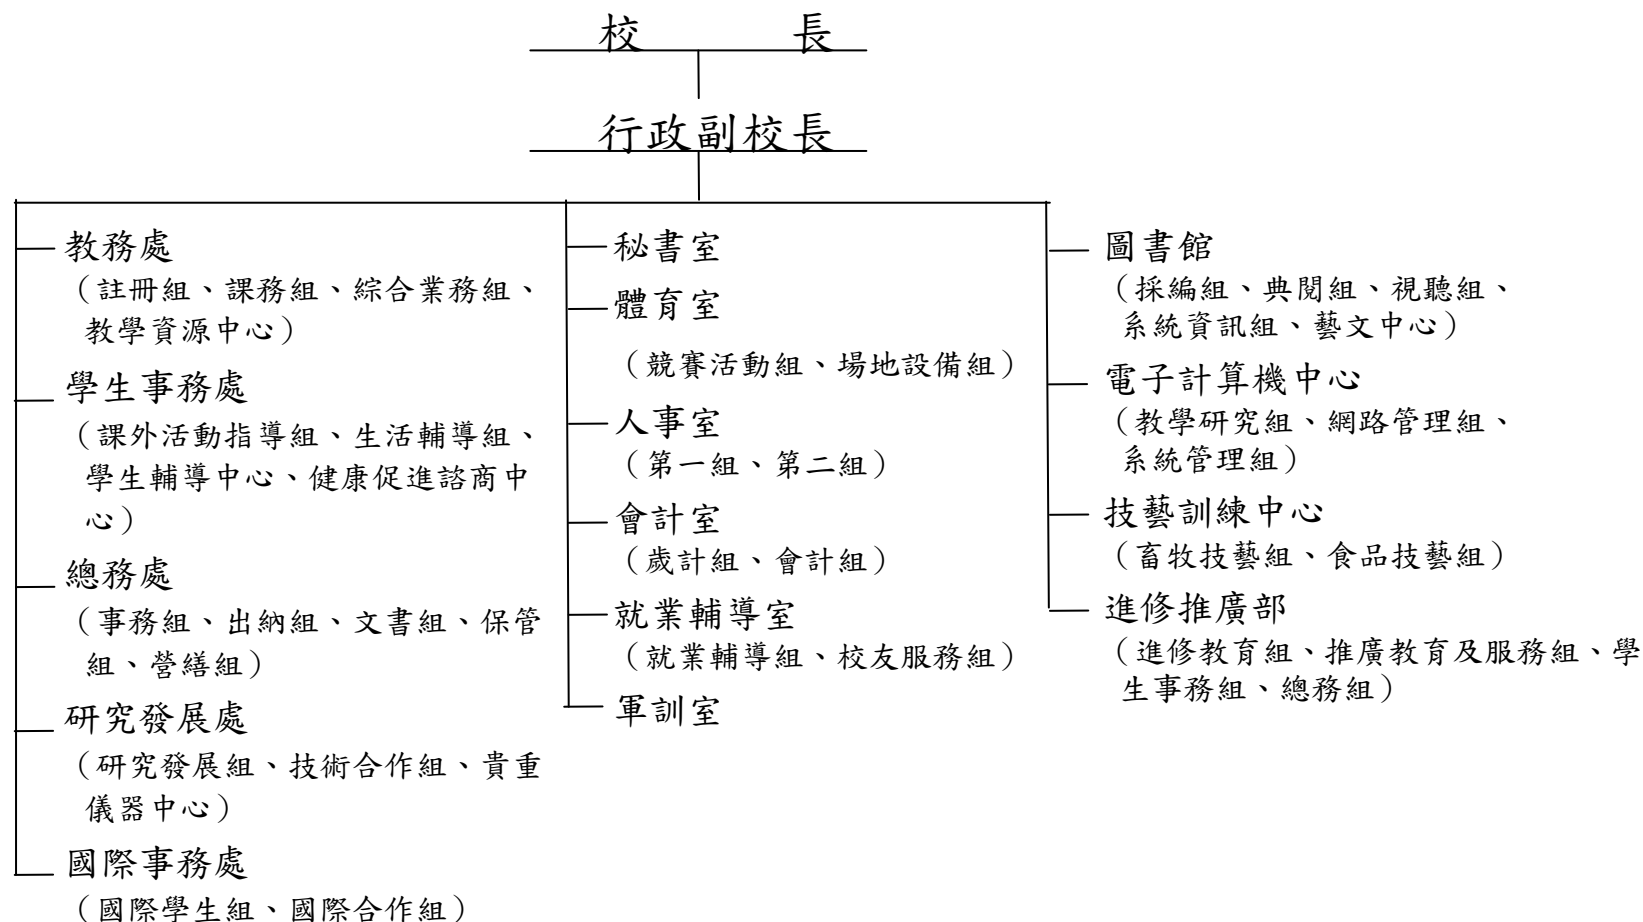 校　　長
行政副校長
教務處
（註冊組、課務組、綜合業務組、
教學資源中心）
學生事務處
（課外活動指導組、生活輔導組、
學生輔導中心、健康促進諮商中
心）
總務處
（事務組、出納組、文書組、保管
組、營繕組）
研究發展處
（研究發展組、技術合作組、貴重
儀器中心）
國際事務處
（國際學生組、國際合作組）
秘書室
體育室
（競賽活動組、場地設備組）
人事室
（第一組、第二組）
會計室
（歲計組、會計組）
就業輔導室
（就業輔導組、校友服務組）
軍訓室
圖書館
（採編組、典閱組、視聽組、
系統資訊組、藝文中心）
電子計算機中心
（教學研究組、網路管理組、
系統管理組）
技藝訓練中心
（畜牧技藝組、食品技藝組）
進修推廣部
（進修教育組、推廣教育及服務組、學
生事務組、總務組）